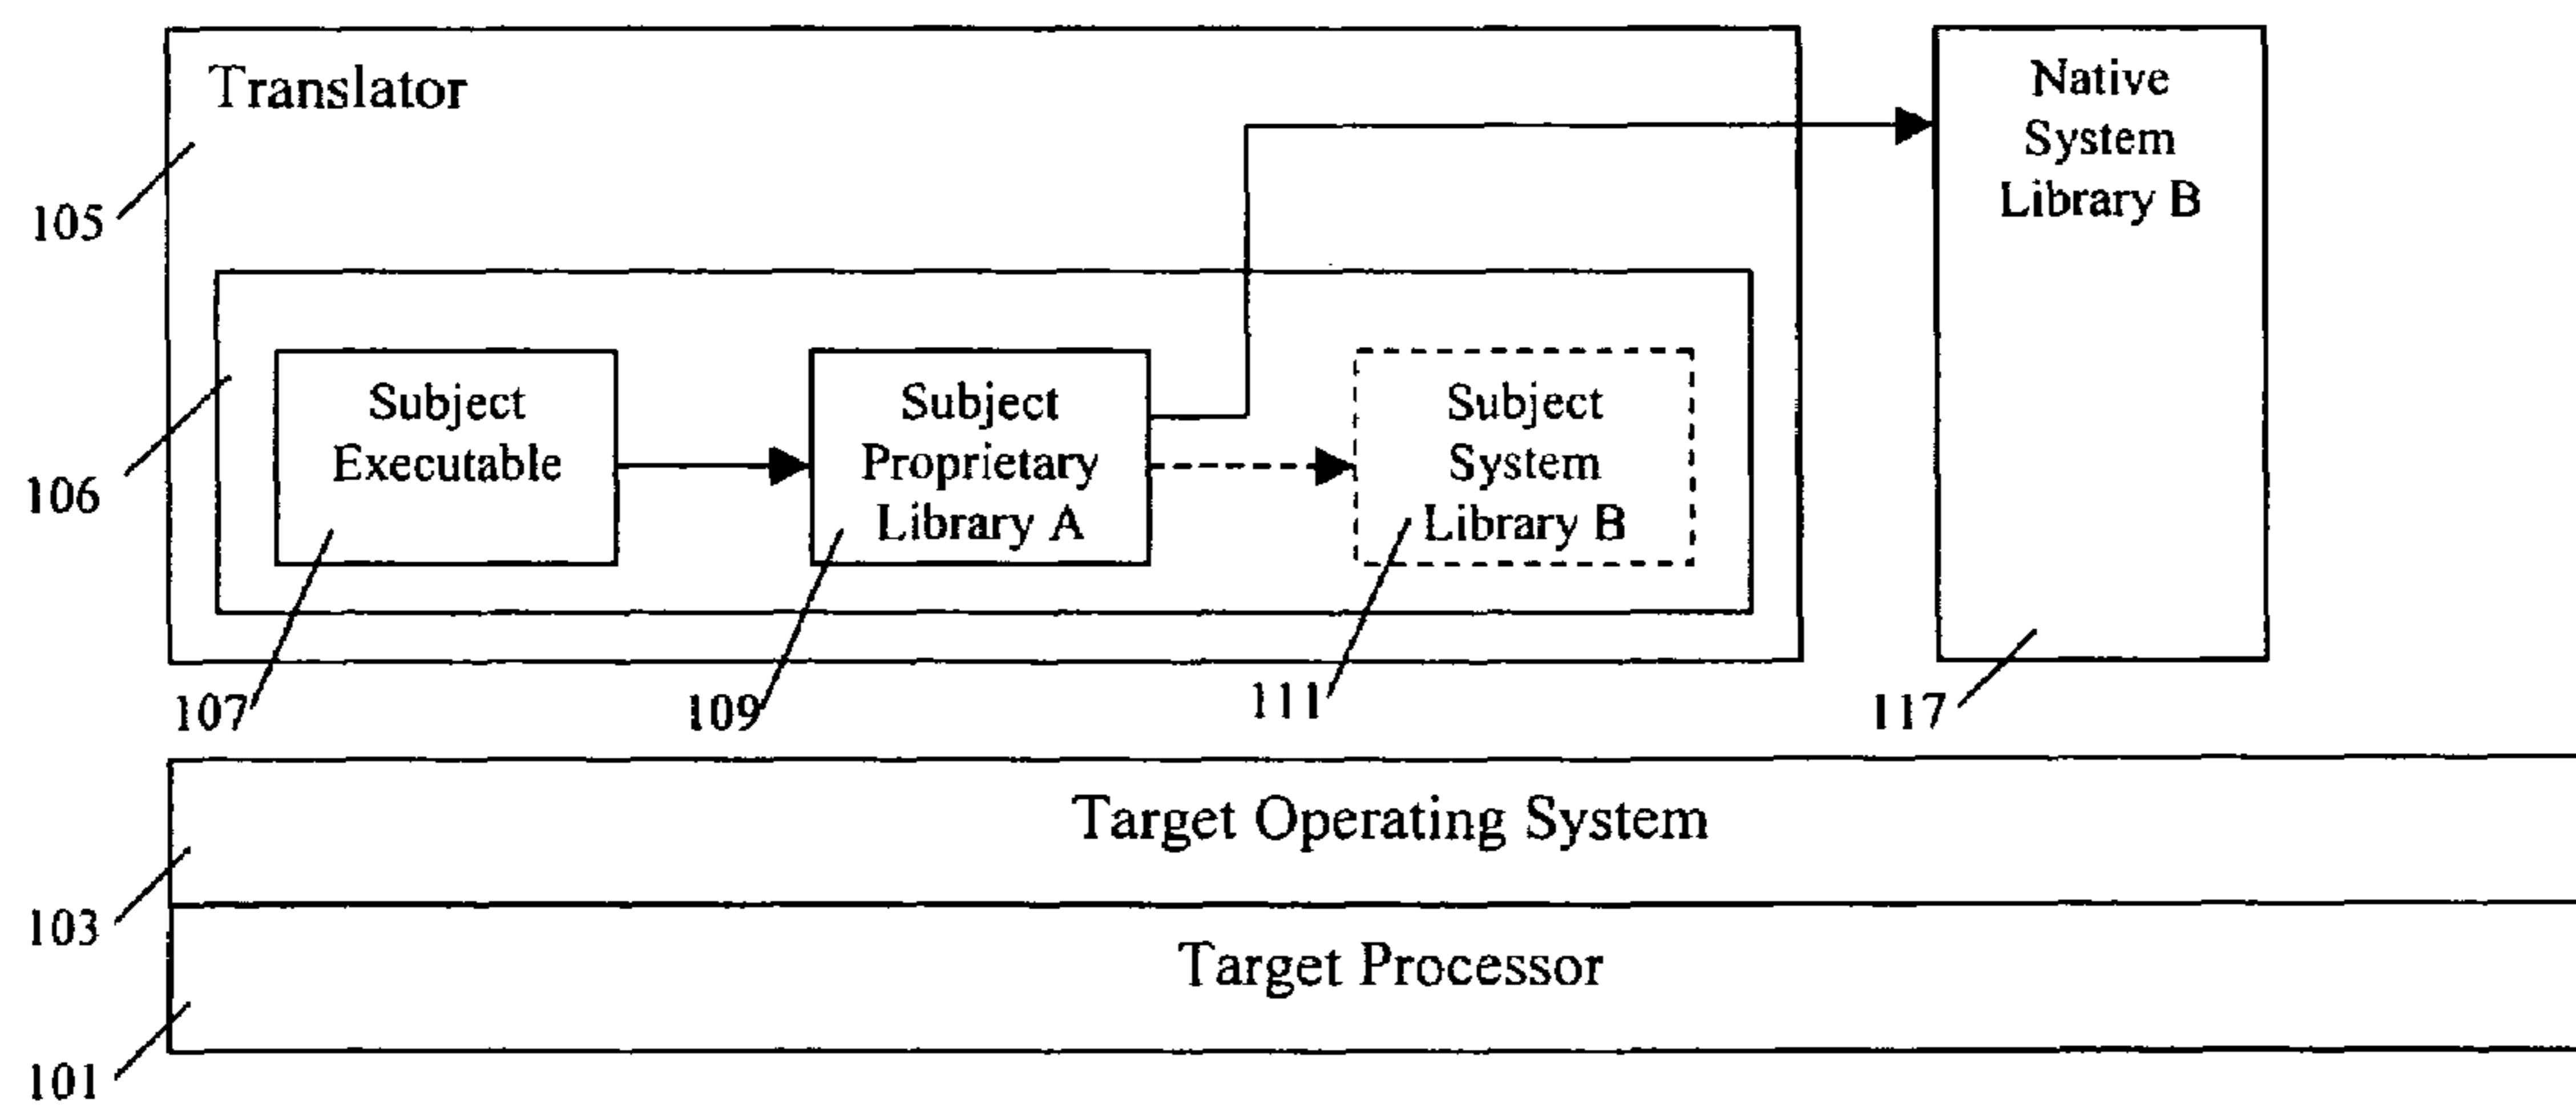 Translator
Native
System
Library B
105
Subject
Executable
Subject
Proprietary
Library A
Subject
System
Library B
106
107
109
111
117
Target Operating System
103
Target Processor
101